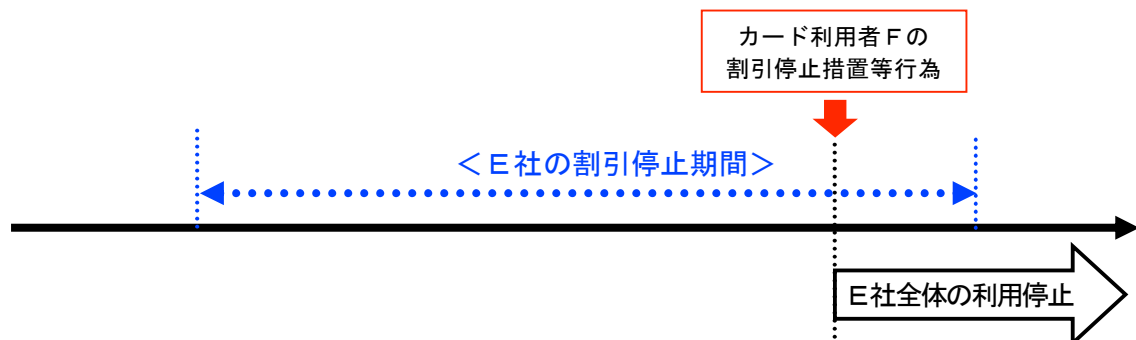 カード利用者Ｆの
割引停止措置等行為
＜Ｅ社の割引停止期間＞
Ｅ社全体の利用停止